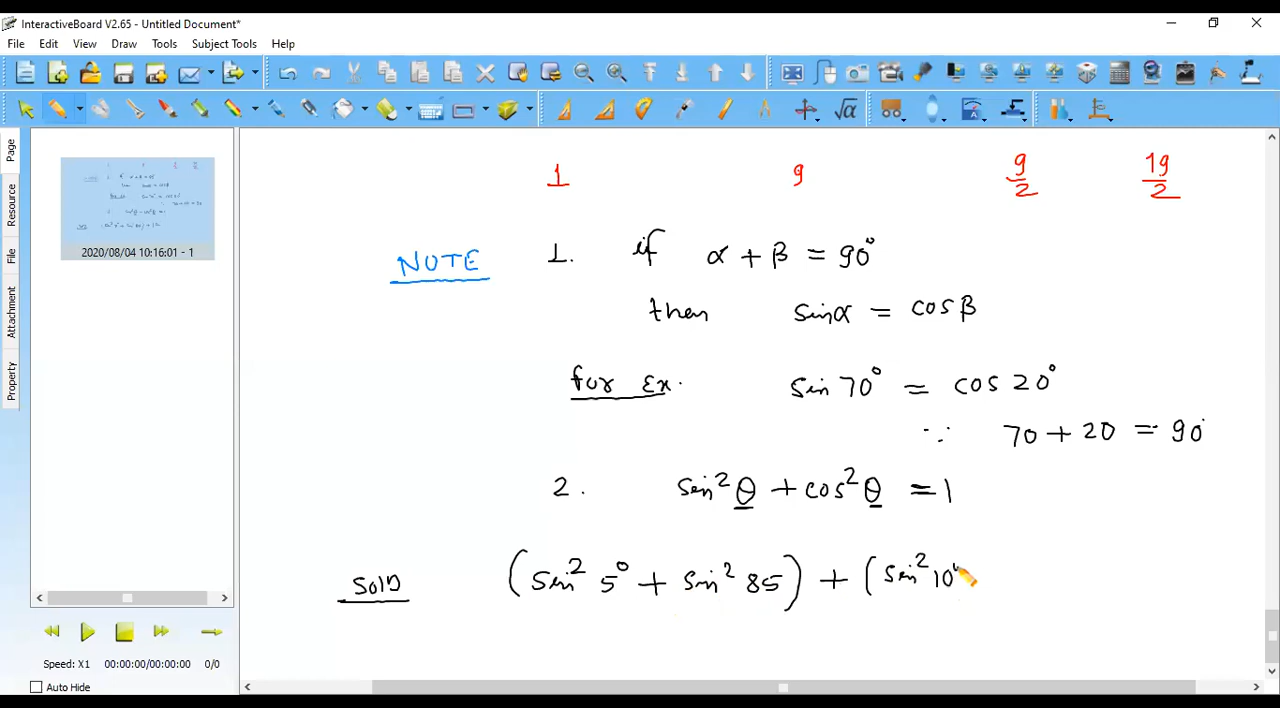 InteractiveBoard V2.65 - Untitled Document*
File Edit View Draw Tools Subject Tools Help
Page
Resource
File
Attachment
Property
2020/08/04 10:16:01 - 1
Speed: X1 00:00:00/00:00:00 0/0
Auto Hide
1 9 9/2 19/2
NOTE 1. if α + β = 90°
then sinα = cosβ
for Ex. sin 70° = cos 20°
∵ 70 + 20 = 90°
2. sin²θ + cos²θ = 1
Solⁿ (sin² 5° + sin² 85) + (sin² 10°